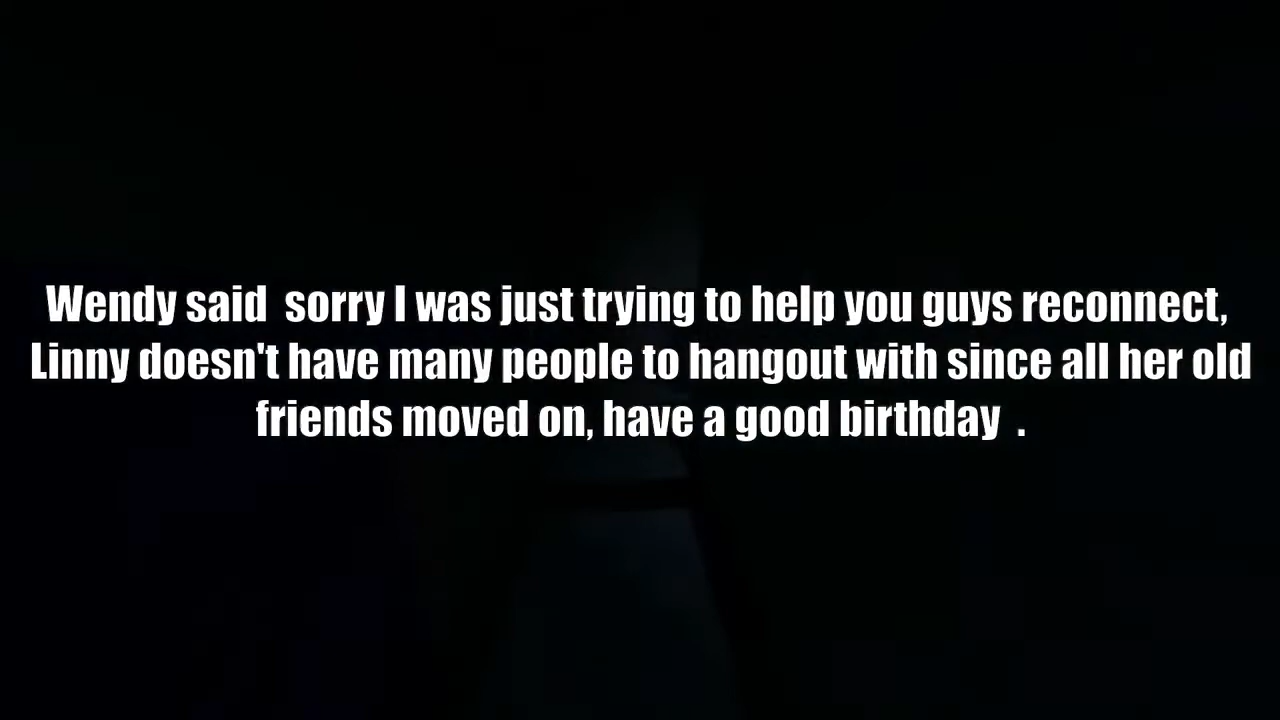 Wendy said  sorry I was just trying to help you guys reconnect,
Linny doesn't have many people to hangout with since all her old
friends moved on, have a good birthday  .